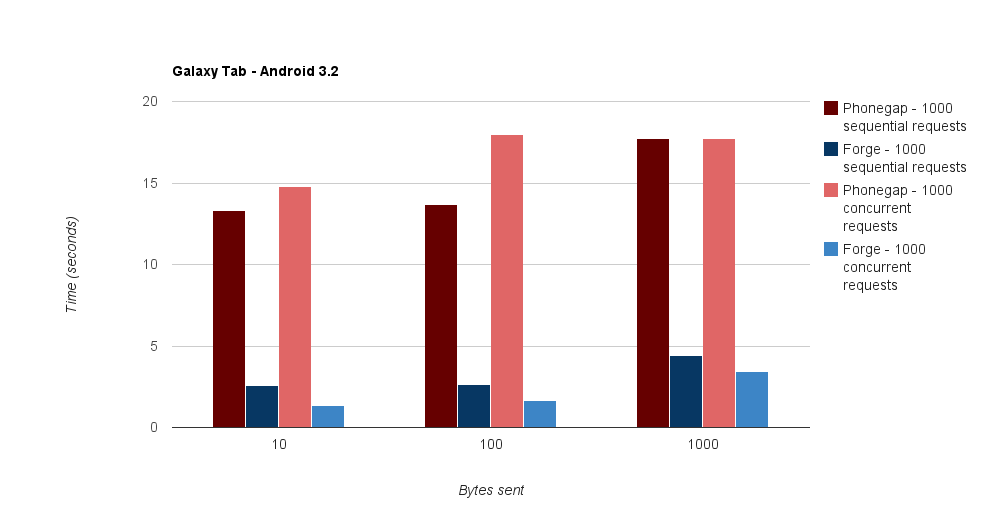 Galaxy Tab - Android 3.2
20
15
10
5
0
Time (seconds)
10
100
1000
Bytes sent
Phonegap - 1000
sequential requests
Forge - 1000
sequential requests
Phonegap - 1000
concurrent
requests
Forge - 1000
concurrent
requests